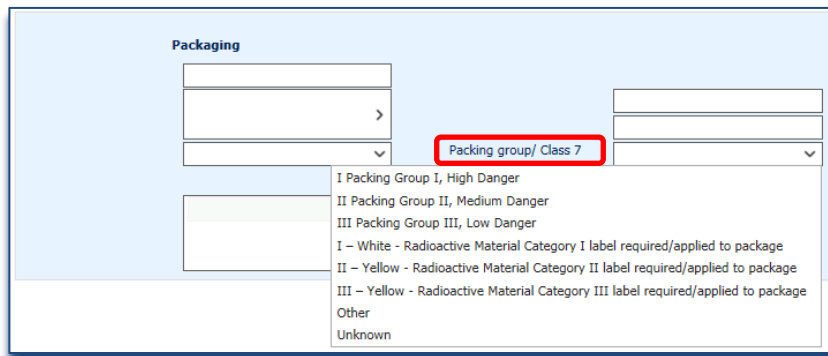 Packaging
Packing group/ Class 7
I Packing Group I, High Danger
II Packing Group II, Medium Danger
III Packing Group III, Low Danger
I – White - Radioactive Material Category I label required/applied to package
II – Yellow - Radioactive Material Category II label required/applied to package
III – Yellow - Radioactive Material Category III label required/applied to package
Other
Unknown